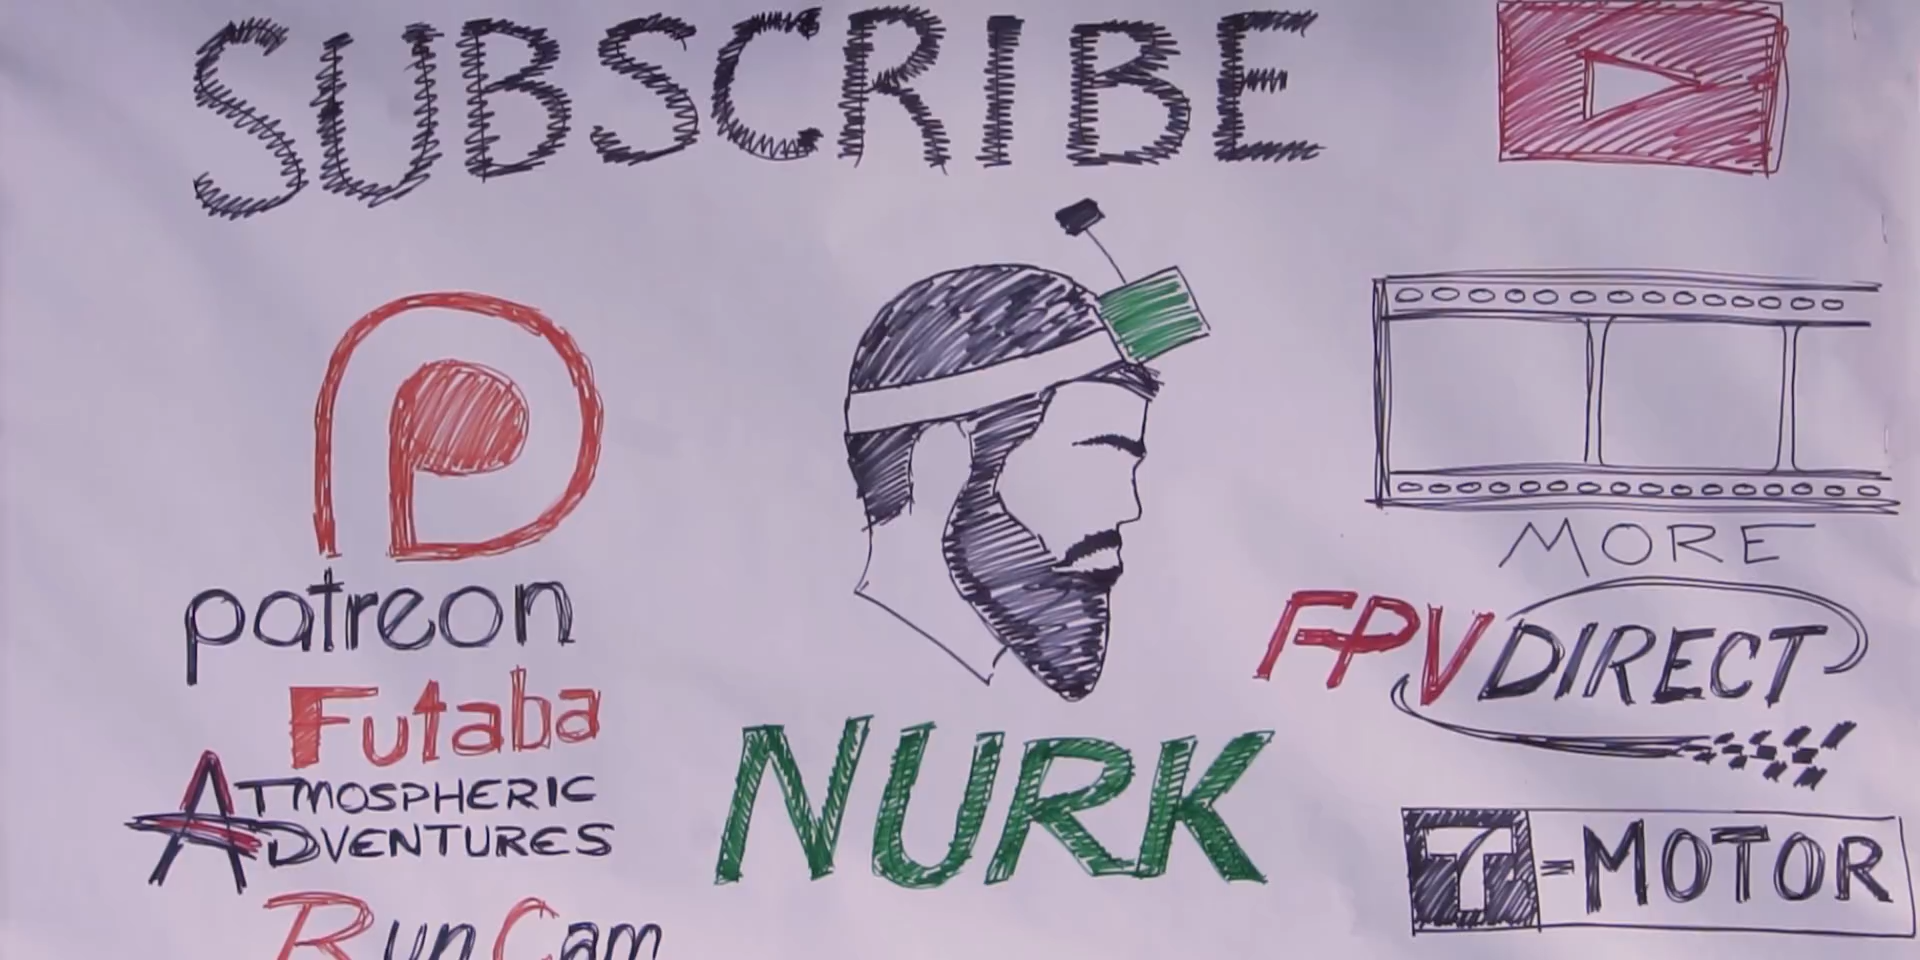 SUBSCRIBE
patreon
Futaba
ATMOSPHERIC
ADVENTURES
RunCam
NURK
MORE
FPV DIRECT
T-MOTOR